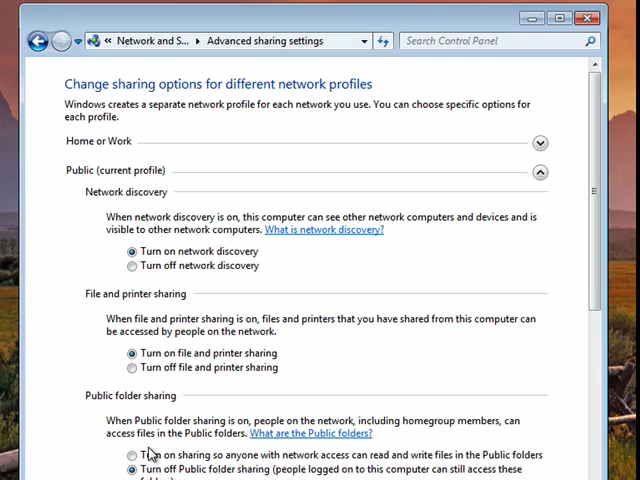 « Network and S... ▸ Advanced sharing settings
Search Control Panel
Change sharing options for different network profiles
Windows creates a separate network profile for each network you use. You can choose specific options for
each profile.
Home or Work
Public (current profile)
Network discovery
When network discovery is on, this computer can see other network computers and devices and is
visible to other network computers. What is network discovery?
Turn on network discovery
Turn off network discovery
File and printer sharing
When file and printer sharing is on, files and printers that you have shared from this computer can
be accessed by people on the network.
Turn on file and printer sharing
Turn off file and printer sharing
Public folder sharing
When Public folder sharing is on, people on the network, including homegroup members, can
access files in the Public folders. What are the Public folders?
Turn on sharing so anyone with network access can read and write files in the Public folders
Turn off Public folder sharing (people logged on to this computer can still access these